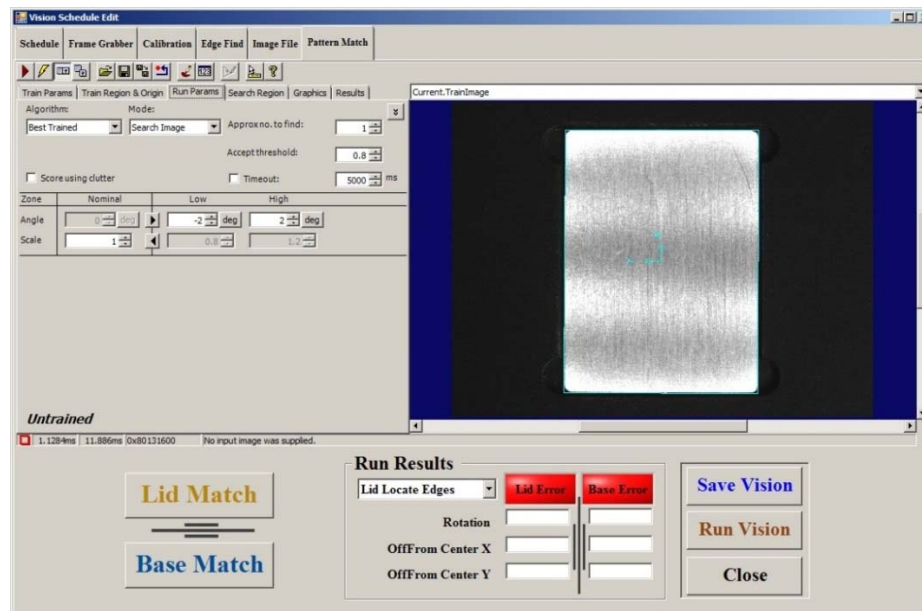 Vision Schedule Edit
Schedule Frame Grabber Calibration Edge Find Image File Pattern Match
Train Params Train Region & Origin Run Params Search Region Graphics Results
Current.TrainImage
Algorithm: Mode:
Best Trained Search Image Approx no. to find: 1
Accept threshold: 0.8
Score using clutter Timeout: 5000 ms
Zone Nominal Low High
Angle 0 deg -2 deg 2 deg
Scale 1 0.8 1.2
Untrained
1.1284ms 11.886ms 0x80131600 No input image was supplied.
Run Results
Lid Match
Base Match
Lid Locate Edges Lid Error Base Error
Rotation
OffFrom Center X
OffFrom Center Y
Save Vision
Run Vision
Close